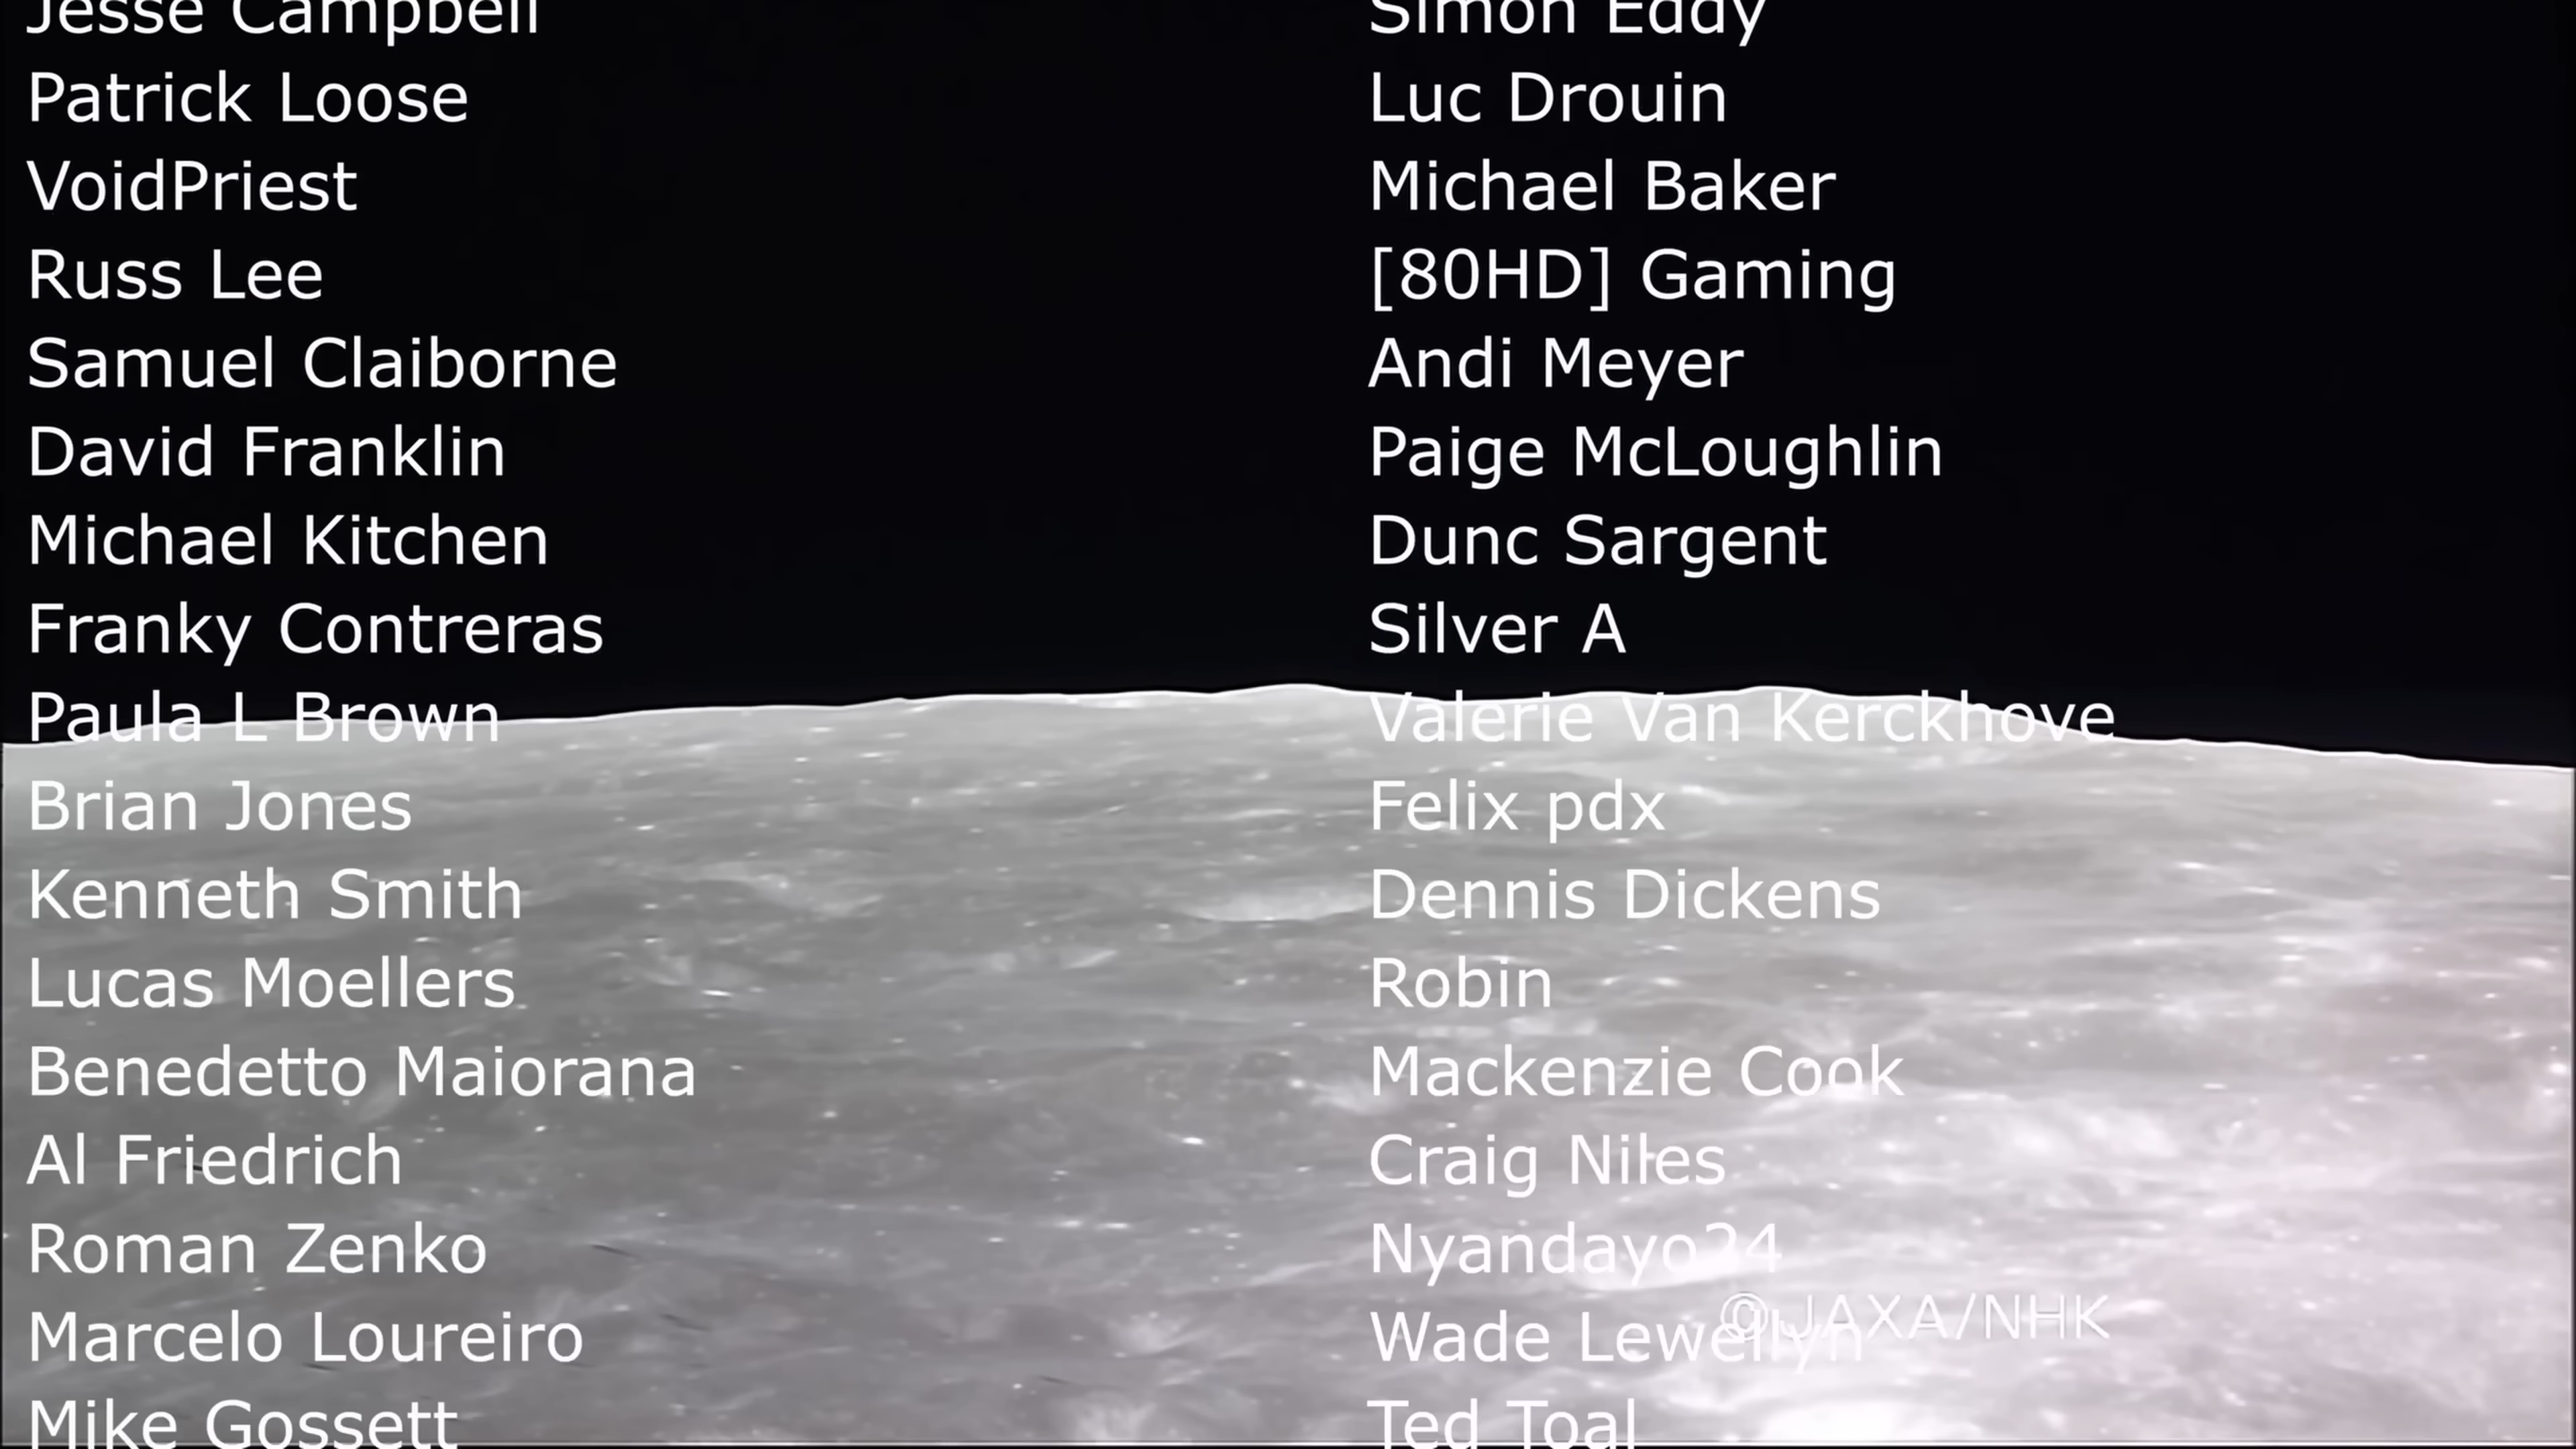 Jesse Campbell
Patrick Loose
VoidPriest
Russ Lee
Samuel Claiborne
David Franklin
Michael Kitchen
Franky Contreras
Paula L Brown
Brian Jones
Kenneth Smith
Lucas Moellers
Benedetto Maiorana
Al Friedrich
Roman Zenko
Marcelo Loureiro
Mike Gossett
Simon Eddy
Luc Drouin
Michael Baker
[80HD] Gaming
Andi Meyer
Paige McLoughlin
Dunc Sargent
Silver A
Valerie Van Kerckhove
Felix pdx
Dennis Dickens
Robin
Mackenzie Cook
Craig Niles
Nyandayo24
Wade Lewellyn
Ted Toal
©JAXA/NHK